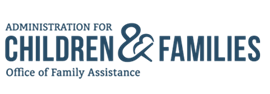 ADMINISTRATION FOR
CHILDREN & FAMILIES
Office of Family Assistance